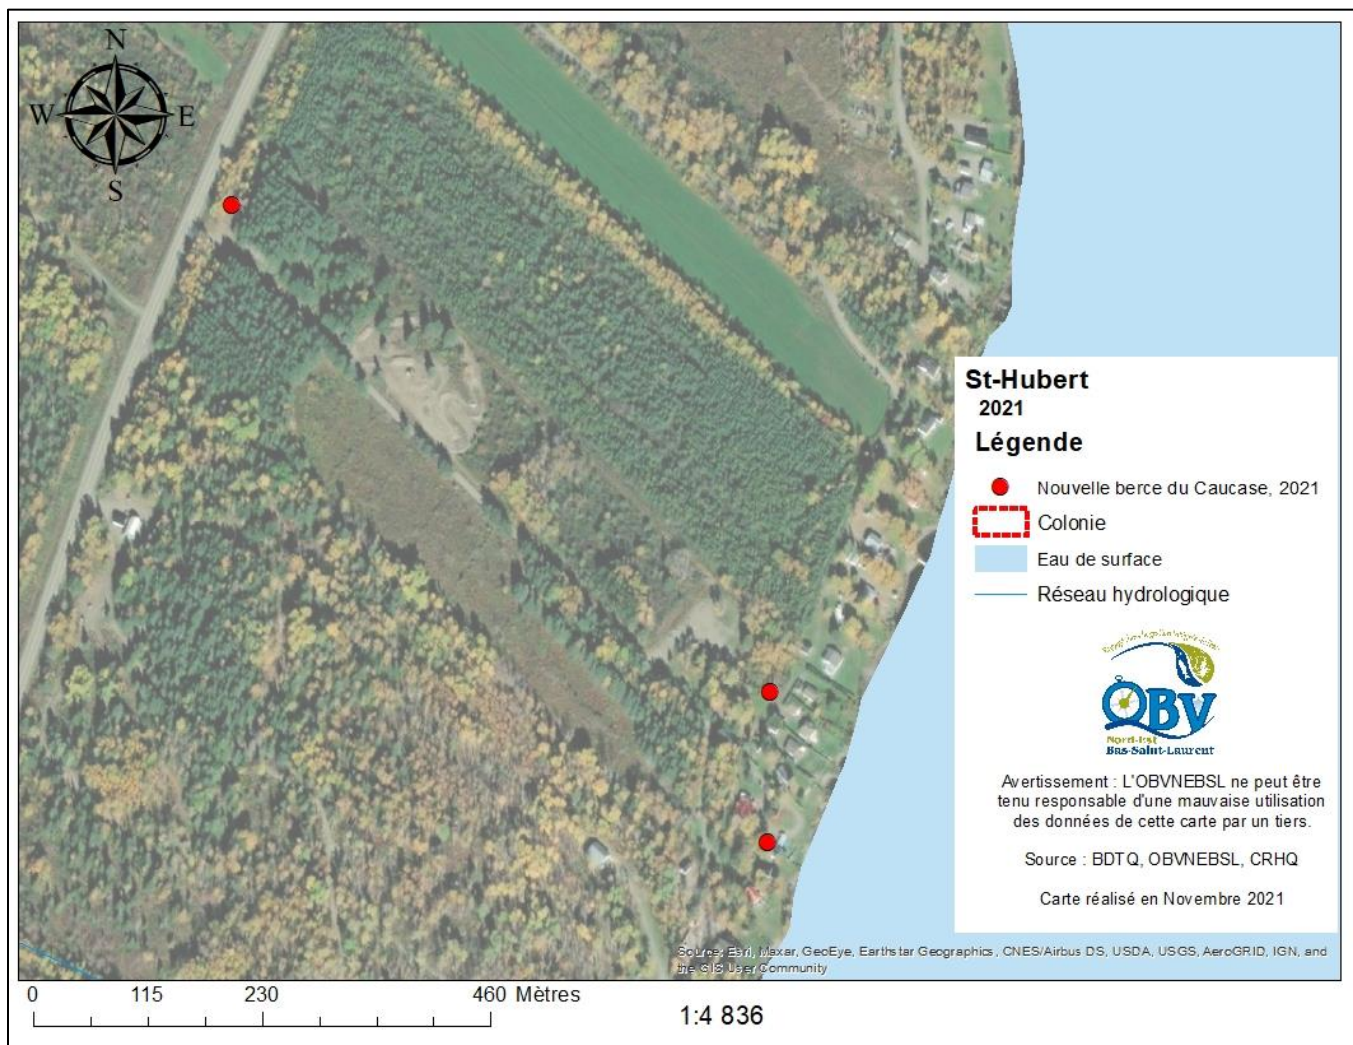 N
W E
S
St-Hubert
2021
Légende
Nouvelle berce du Caucase, 2021
Colonie
Eau de surface
Réseau hydrologique
OBV
Nord-Est
Bas-Saint-Laurent
Avertissement : L'OBVNEBSL ne peut être
tenu responsable d'une mauvaise utilisation
des données de cette carte par un tiers.
Source : BDTQ, OBVNEBSL, CRHQ
Carte réalisé en Novembre 2021
Source: Esri, Maxar, GeoEye, Earthstar Geographics, CNES/Airbus DS, USDA, USGS, AeroGRID, IGN, and
the GIS User Community
0 115 230 460 Mètres
1:4 836